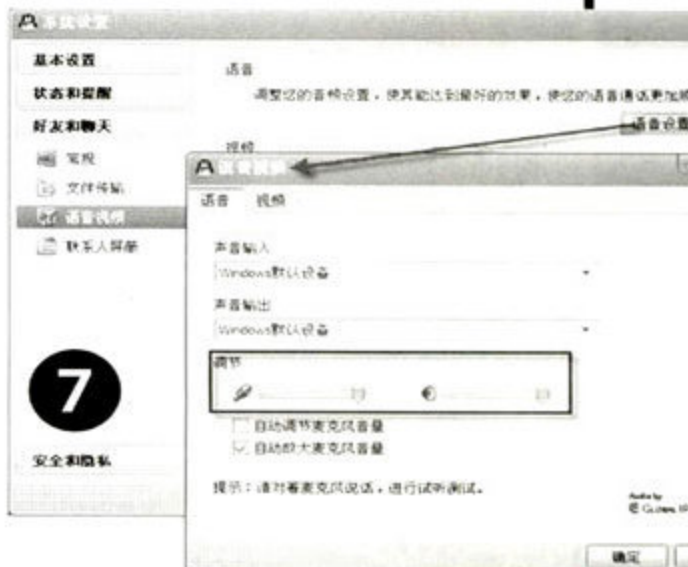 系统设置
基本设置
状态和提醒
好友和聊天
常规
文件传输
语音视频
联系人屏蔽
安全和隐私
语音
调整您的音频设置，使其能达到最好的效果，使您的语音通话更加顺
语音设置
视频
语音视频
语音 视频
声音输入
Windows默认设备
声音输出
Windows默认设备
调节
自动调节麦克风音量
自动放大麦克风音量
提示：请对着麦克风说话，进行试听测试。
Audio by
确定
7